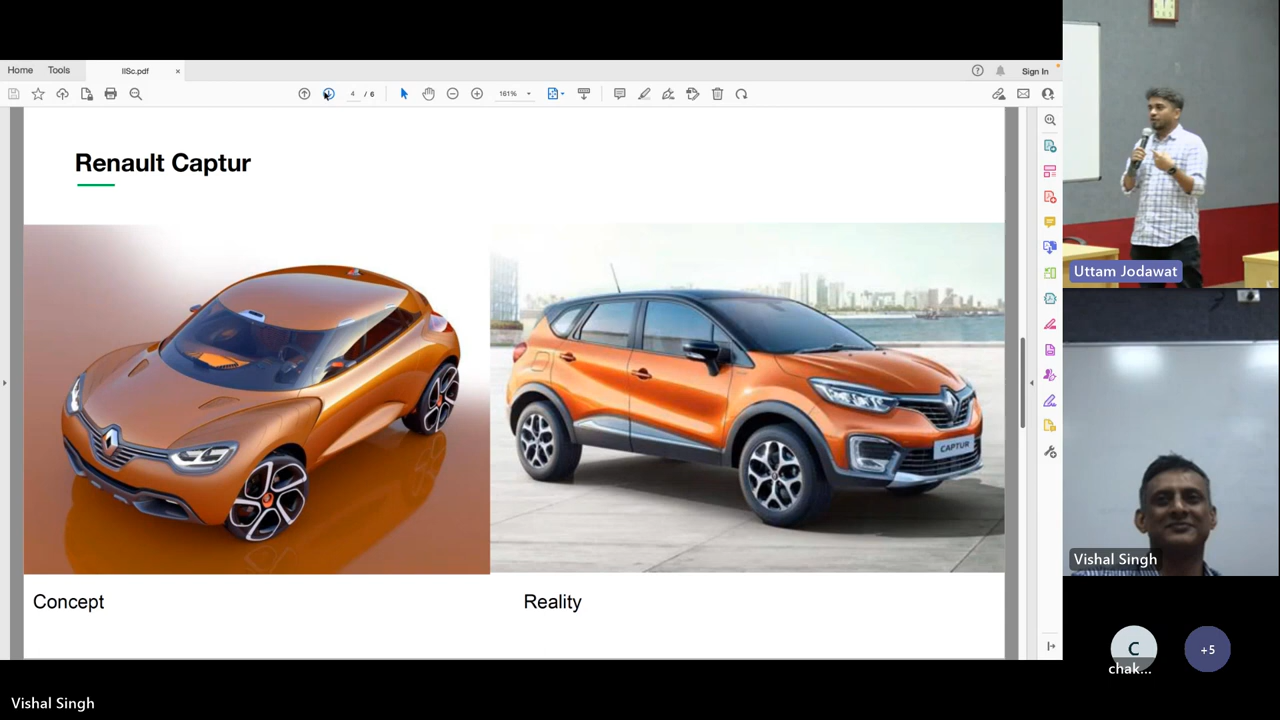 Home Tools IISc.pdf × Sign In
4 / 6 161%
Renault Captur
CAPTUR
Concept Reality
Uttam Jodawat
Vishal Singh
C
chak...
+5
Vishal Singh